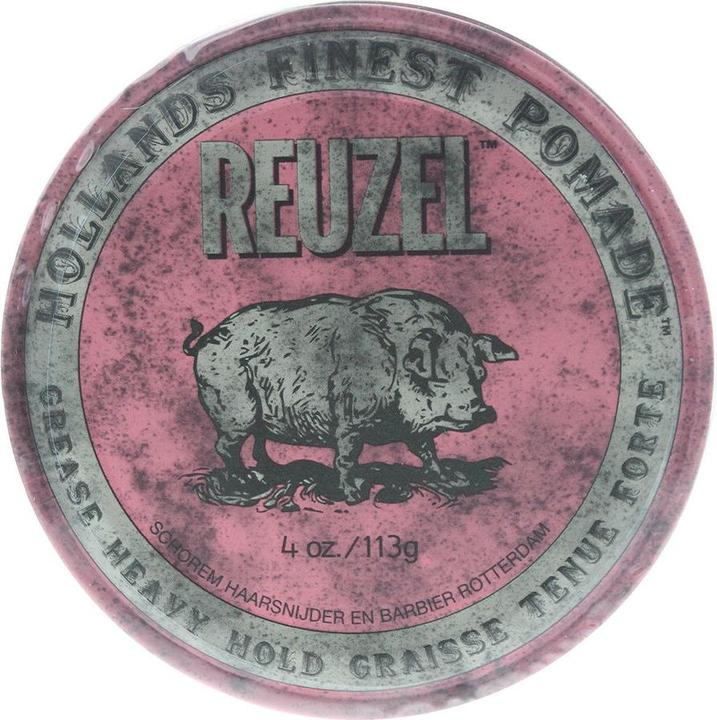 HOLLANDS FINEST POMADE™
REUZEL™
4 oz./113g
SCHOREM HAARSNIJDER EN BARBIER ROTTERDAM
GREASE HEAVY HOLD GRAISSE TENUE FORTE